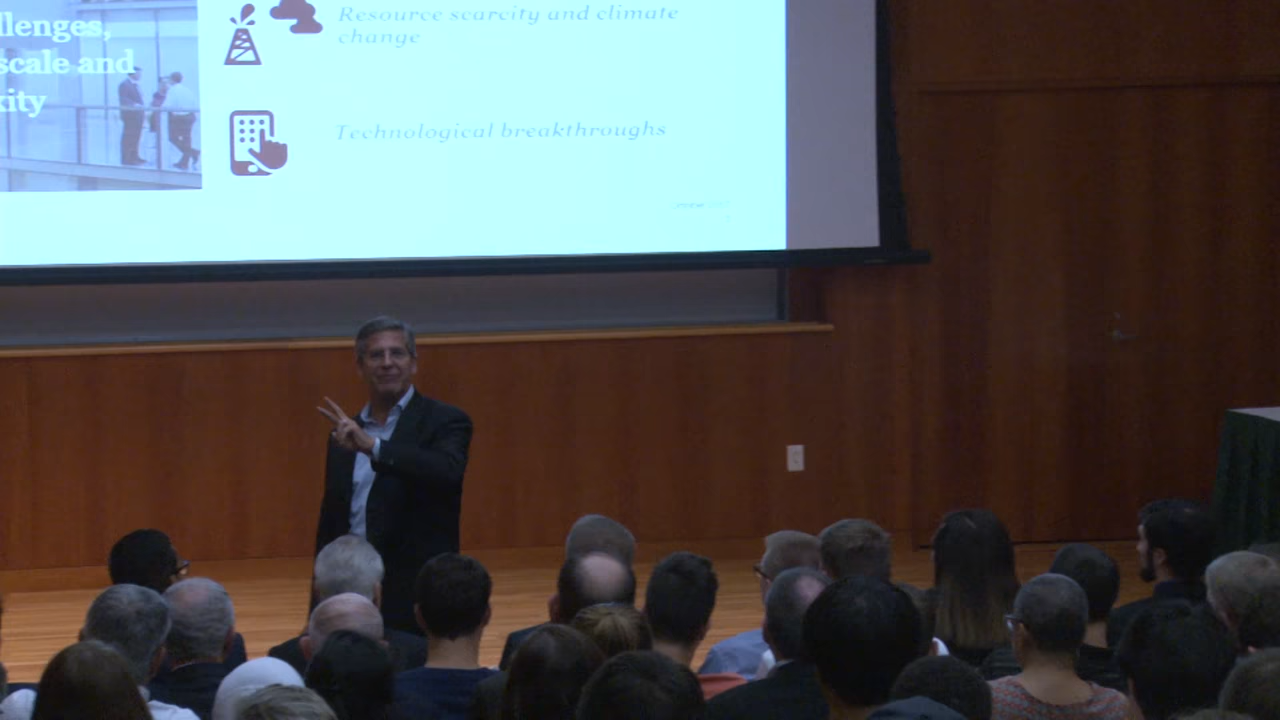 llenges,
scale and
xity
Resource scarcity and climate
change
Technological breakthroughs